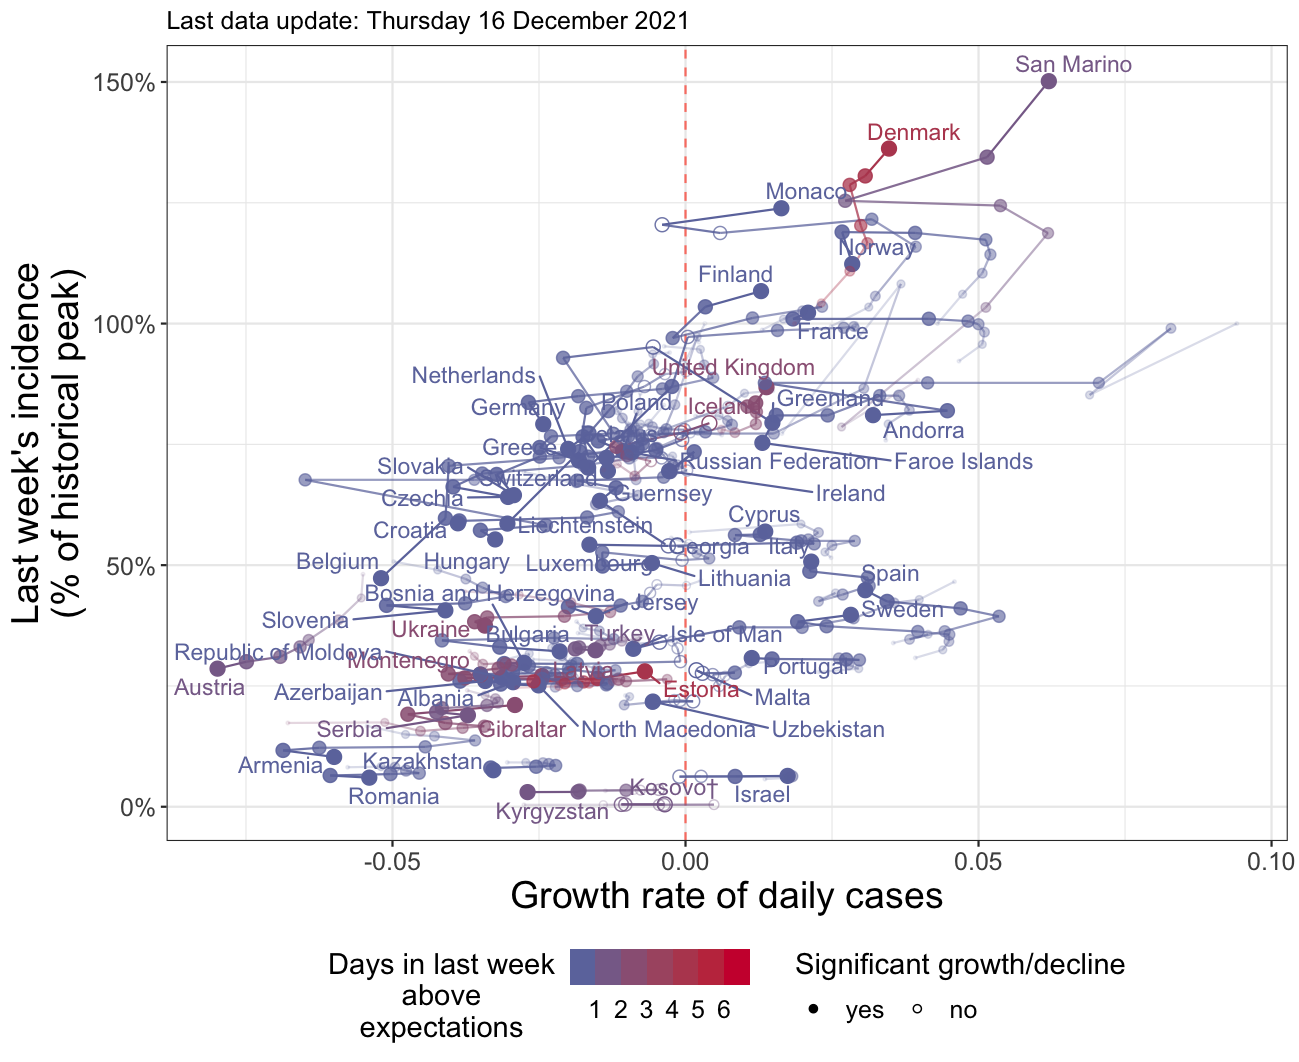 Last data update: Thursday 16 December 2021
Last week's incidence
(% of historical peak)
150%
100%
50%
0%
San Marino
Denmark
Monaco
Norway
Finland
France
United Kingdom
Netherlands
Poland
Iceland
Greenland
Germany
Andorra
Greece
Slovakia
Switzerland
Russian Federation
Faroe Islands
Czechia
Guernsey
Ireland
Croatia
Liechtenstein
Cyprus
Georgia
Italy
Belgium
Hungary
Luxembourg
Lithuania
Spain
Bosnia and Herzegovina
Jersey
Sweden
Slovenia
Ukraine
Bulgaria
Turkey
Isle of Man
Republic of Moldova
Montenegro
Latvia
Portugal
Austria
Azerbaijan
Albania
Estonia
Malta
Serbia
Gibraltar
North Macedonia
Uzbekistan
Armenia
Kazakhstan
Romania
Kosovo†
Israel
Kyrgyzstan
-0.05
0.00
0.05
0.10
Growth rate of daily cases
Days in last week
above
expectations
1 2 3 4 5 6
Significant growth/decline
yes
no